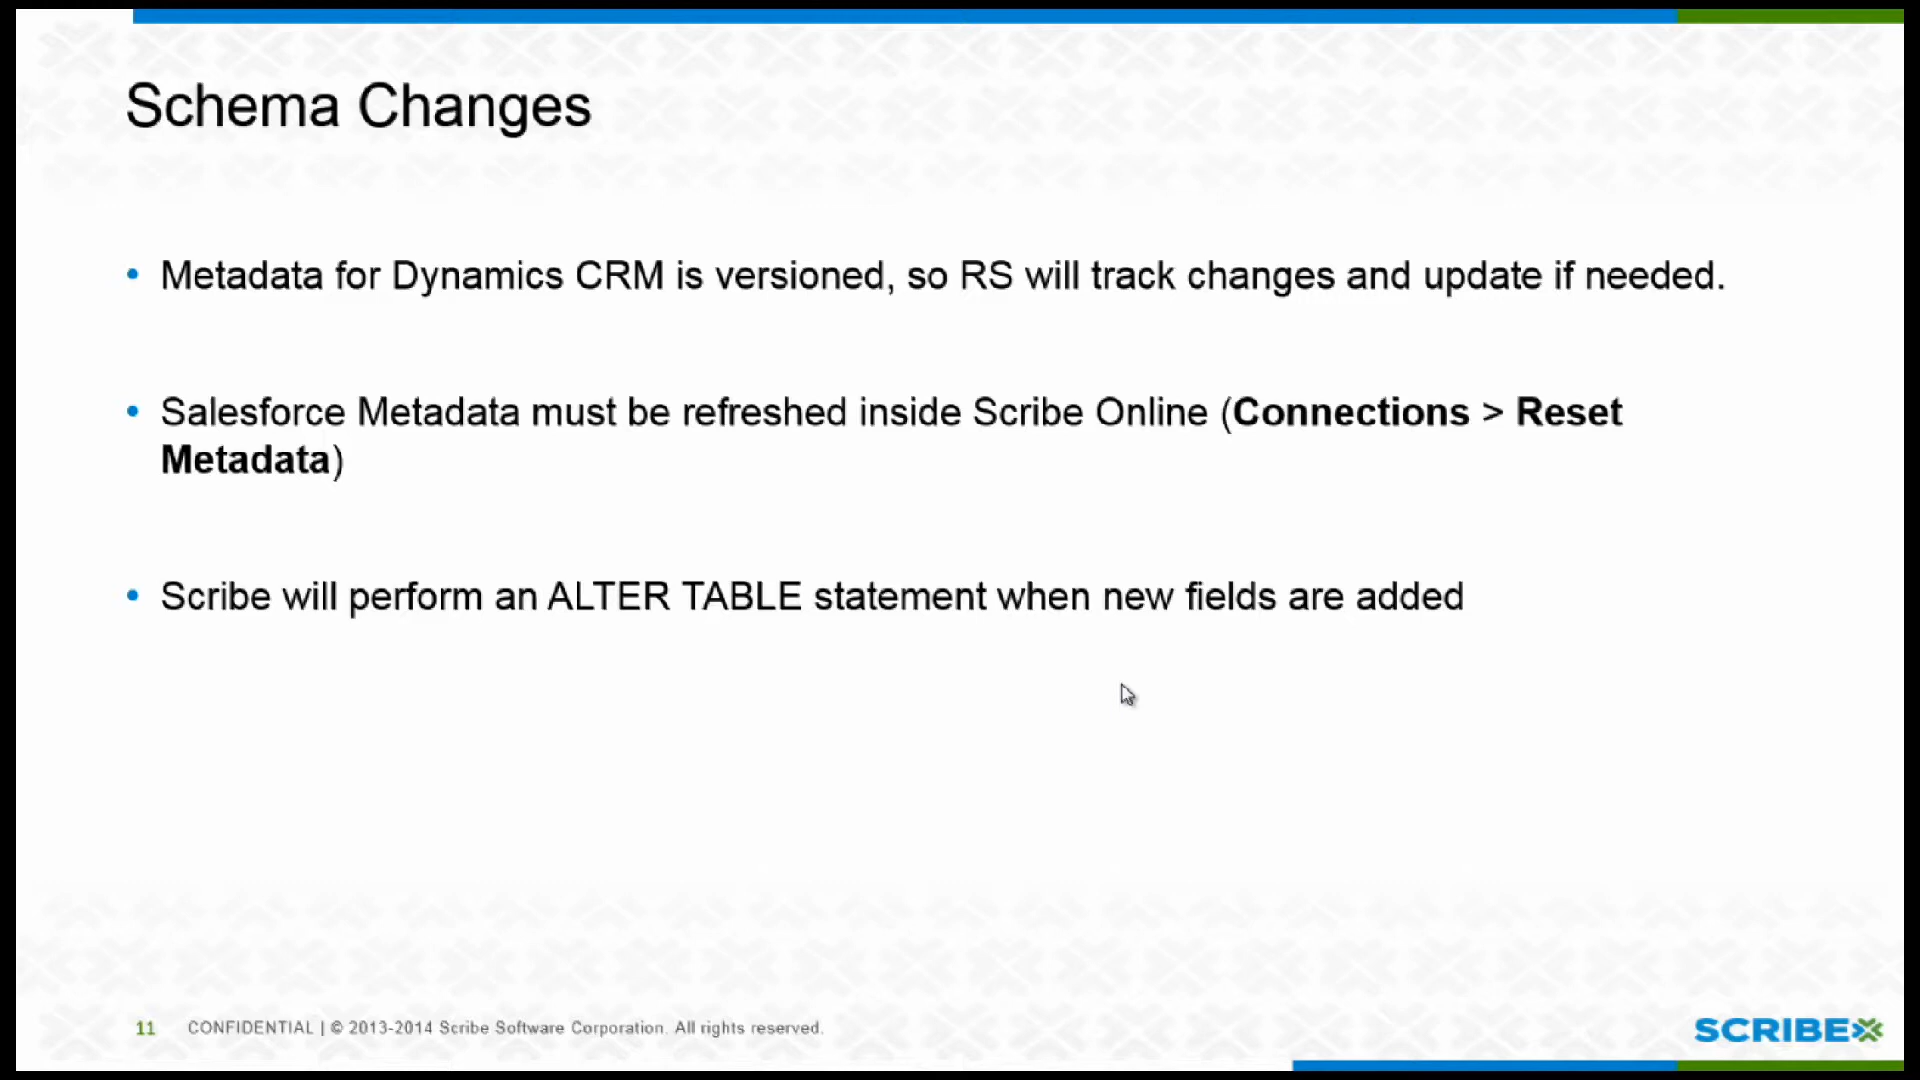 Schema Changes
• Metadata for Dynamics CRM is versioned, so RS will track changes and update if needed.
• Salesforce Metadata must be refreshed inside Scribe Online (Connections > Reset
Metadata)
• Scribe will perform an ALTER TABLE statement when new fields are added
11 CONFIDENTIAL | © 2013-2014 Scribe Software Corporation. All rights reserved.
SCRIBE